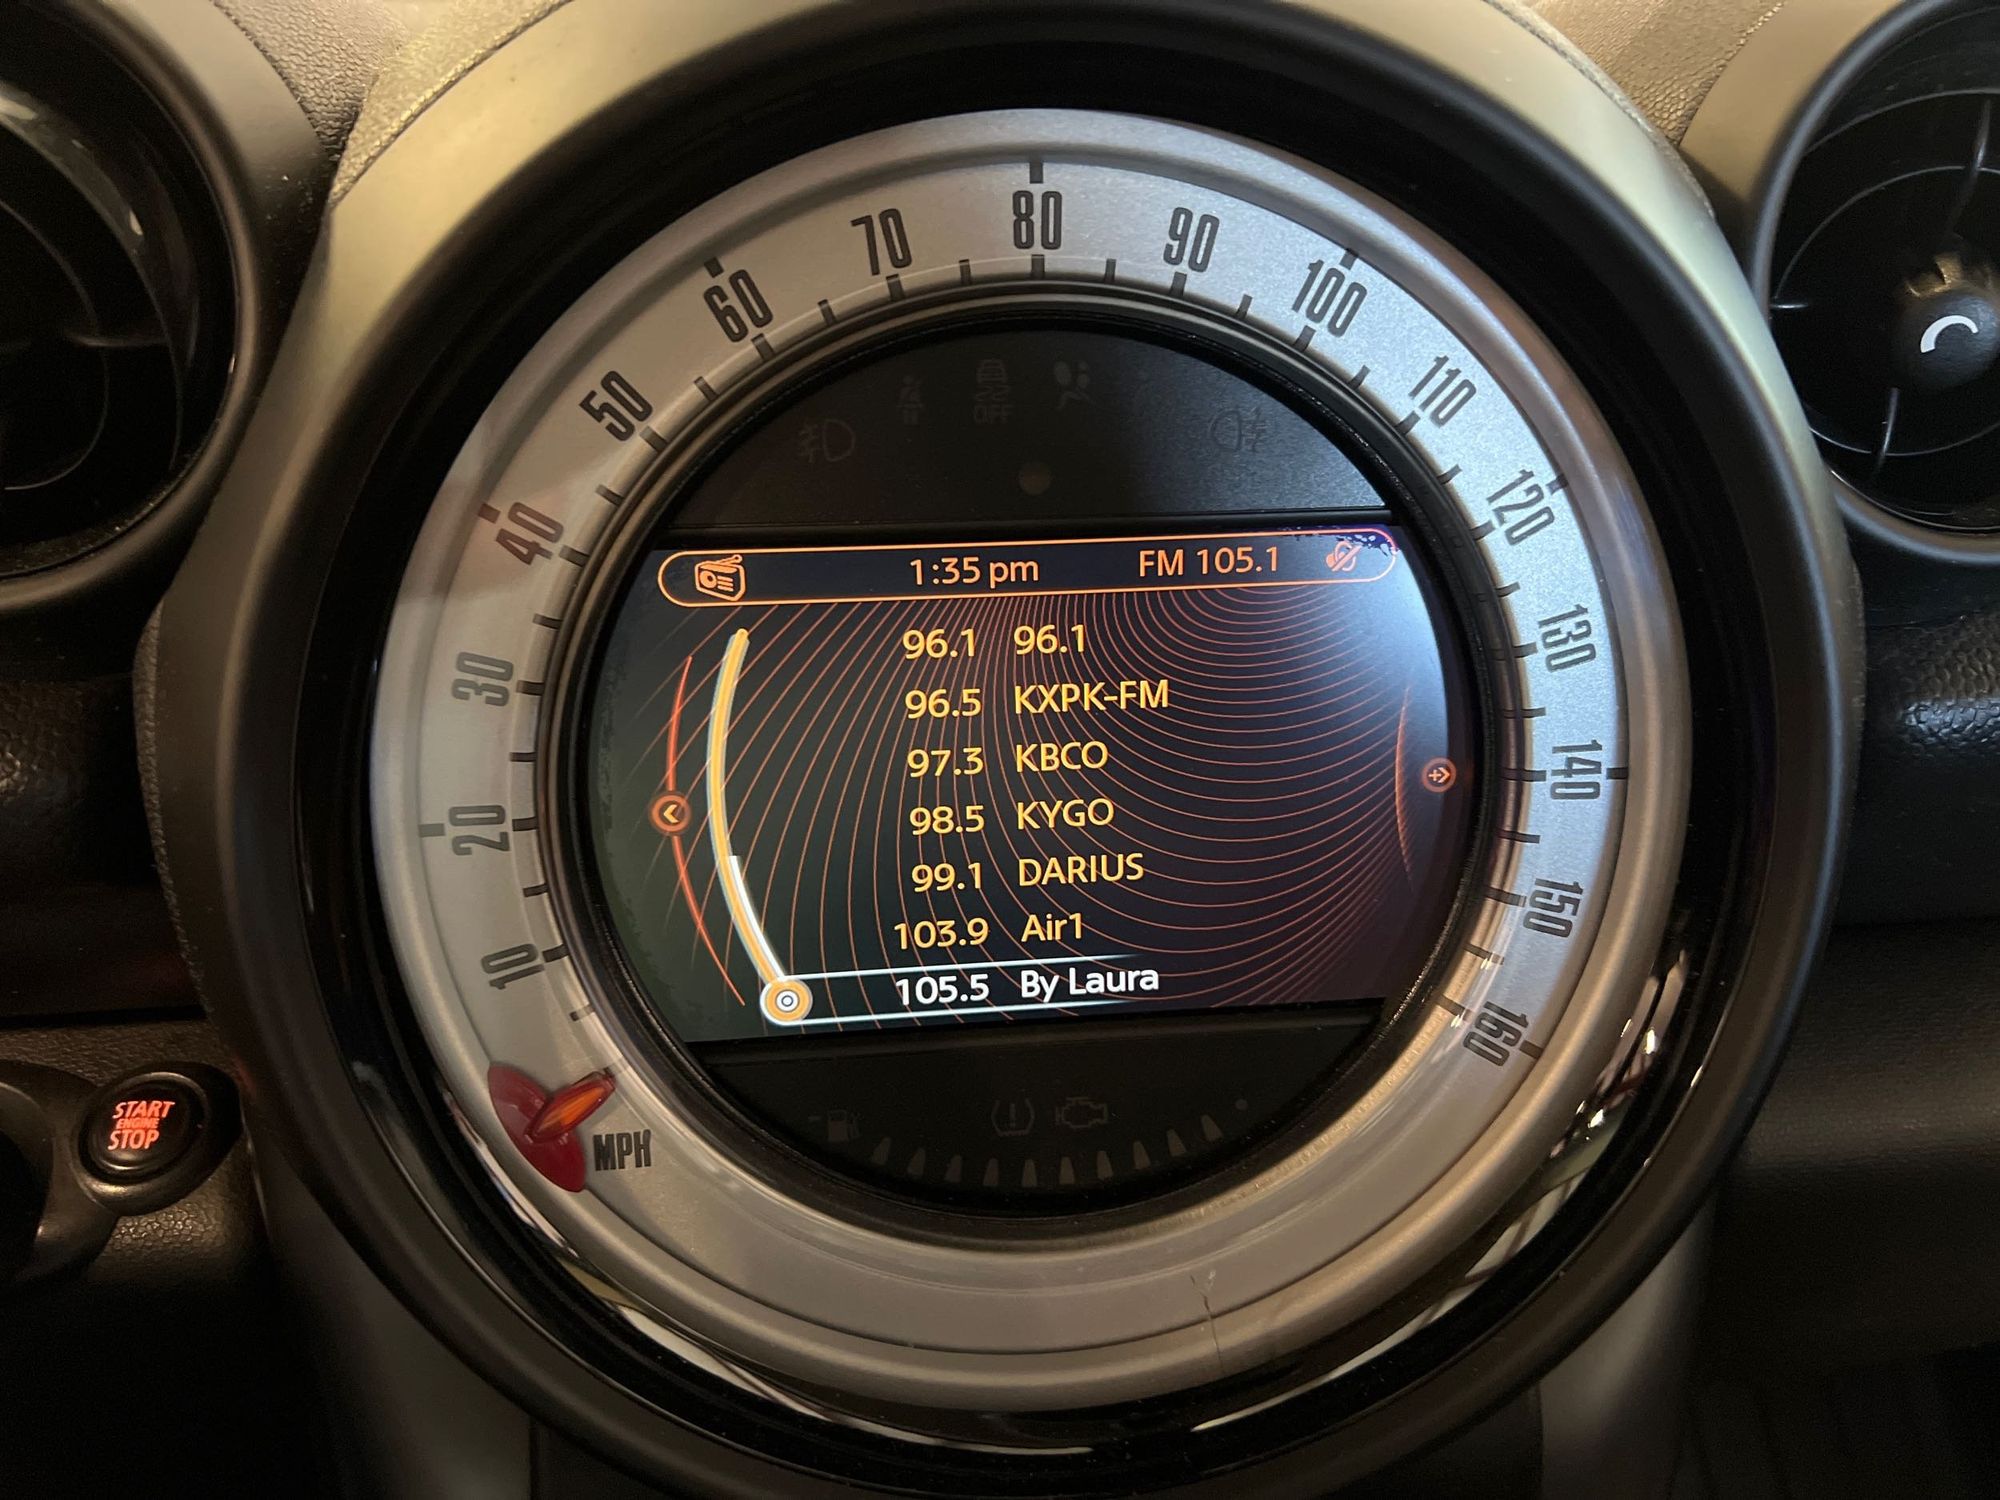 80
70
90
60
100
50
110
40
120
OFF
1:35 pm FM 105.1
30
130
96.1 96.1
96.5 KXPK-FM
97.3 KBCO
98.5 KYGO
99.1 DARIUS
103.9 Air1
105.5 By Laura
20
140
10
150
160
MPH
START
ENGINE
STOP